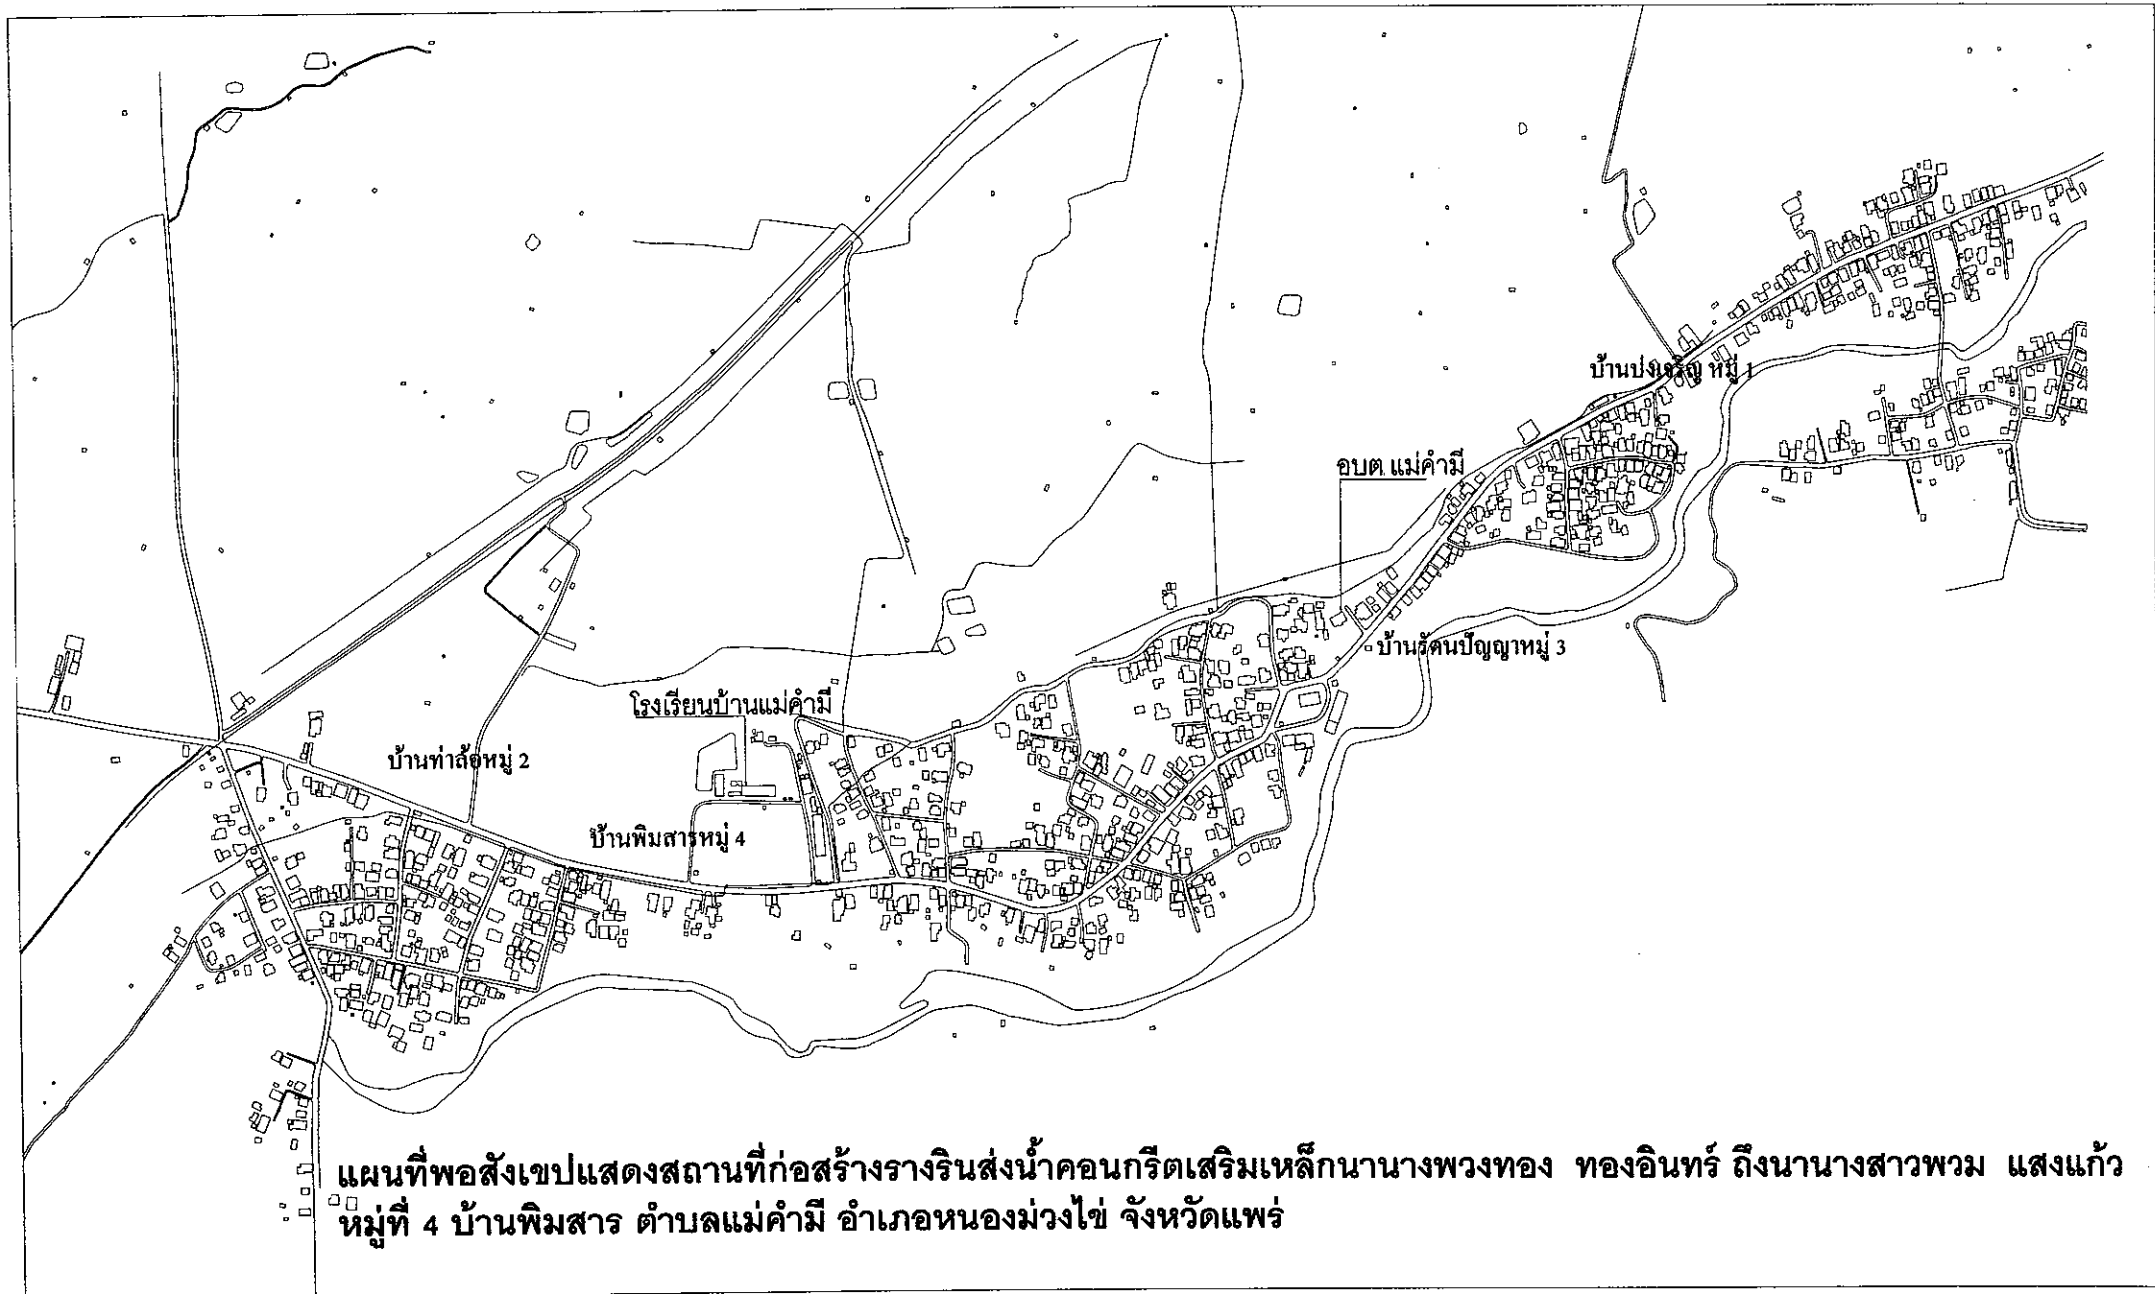 บ้านปงเจริญ หมู่ 1
อบต แม่คำมี
บ้านรัตนปัญญาหมู่ 3
โรงเรียนบ้านแม่คำมี
บ้านท่าล้อหมู่ 2
บ้านพิมสารหมู่ 4
แผนที่พอสังเขปแสดงสถานที่ก่อสร้างรางรินส่งน้ำคอนกรีตเสริมเหล็กนานางพวงทอง ทองอินทร์ ถึงนานางสาวพวม แสงแก้ว
หมู่ที่ 4 บ้านพิมสาร ตำบลแม่คำมี อำเภอหนองม่วงไข่ จังหวัดแพร่